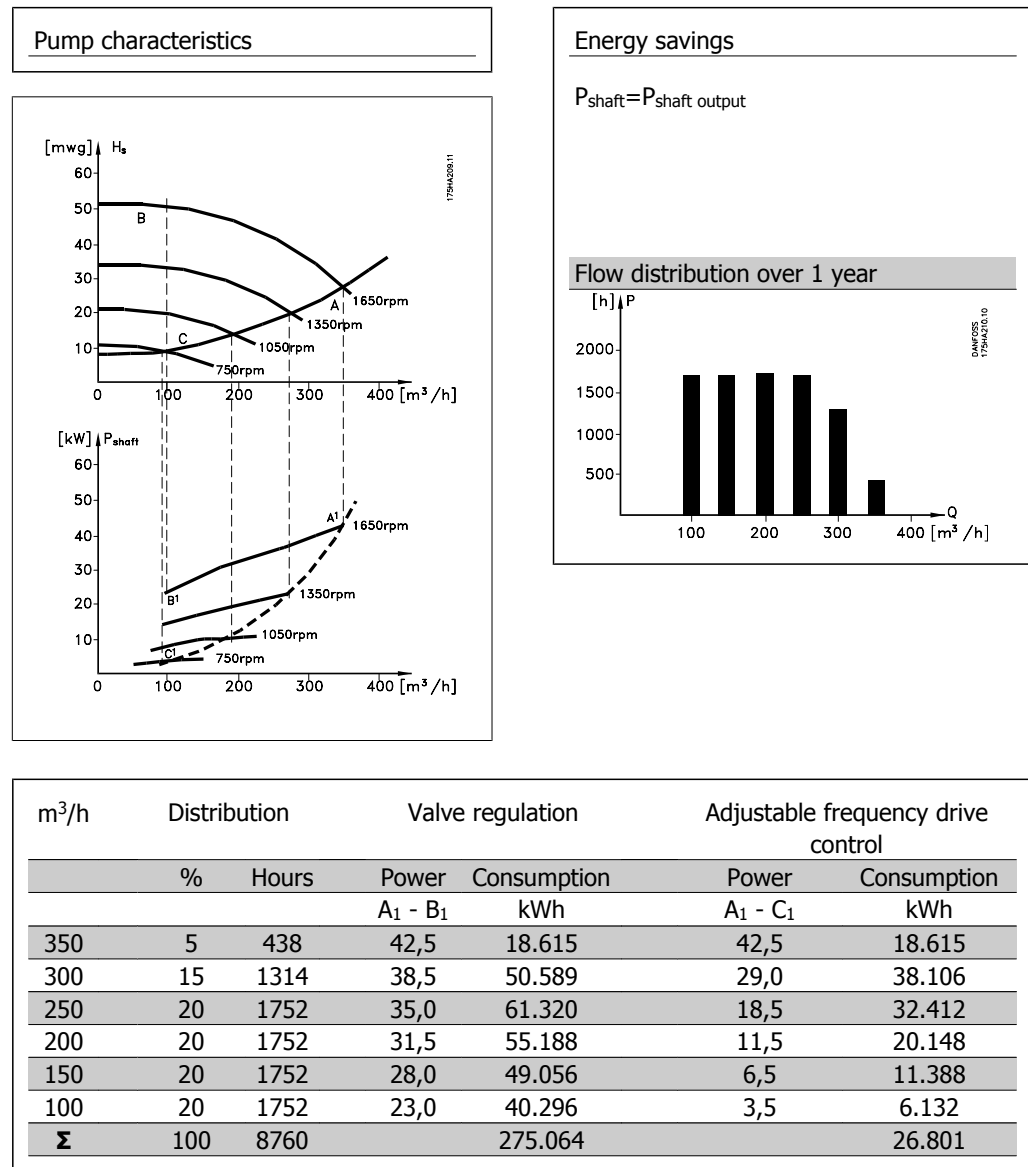 Pump characteristics
[mwg] Hs
60
50
40
30
20
10
B
A
C
1650rpm
1350rpm
1050rpm
750rpm
0 100 200 300 400 [m³/h]
175HA209.11
[kW] Pshaft
60
50
40
30
20
10
A¹
B¹
C¹
1650rpm
1350rpm
1050rpm
750rpm
0 100 200 300 400 [m³/h]
Energy savings
Pshaft=Pshaft output
Flow distribution over 1 year
[h] P
2000
1500
1000
500
Q
100 200 300 400 [m³/h]
DANFOSS
175HA210.10
m³/h Distribution Valve regulation Adjustable frequency drive
control
% Hours Power Consumption Power Consumption
A₁ - B₁ kWh A₁ - C₁ kWh
350 5 438 42,5 18.615 42,5 18.615
300 15 1314 38,5 50.589 29,0 38.106
250 20 1752 35,0 61.320 18,5 32.412
200 20 1752 31,5 55.188 11,5 20.148
150 20 1752 28,0 49.056 6,5 11.388
100 20 1752 23,0 40.296 3,5 6.132
Σ 100 8760 275.064 26.801